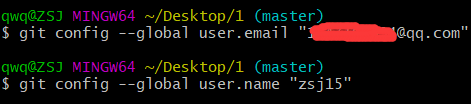 qwq@ZSJ MINGW64 ~/Desktop/1 (master)
$ git config --global user.email "1 @qq.com"
qwq@ZSJ MINGW64 ~/Desktop/1 (master)
$ git config --global user.name "zsj15"